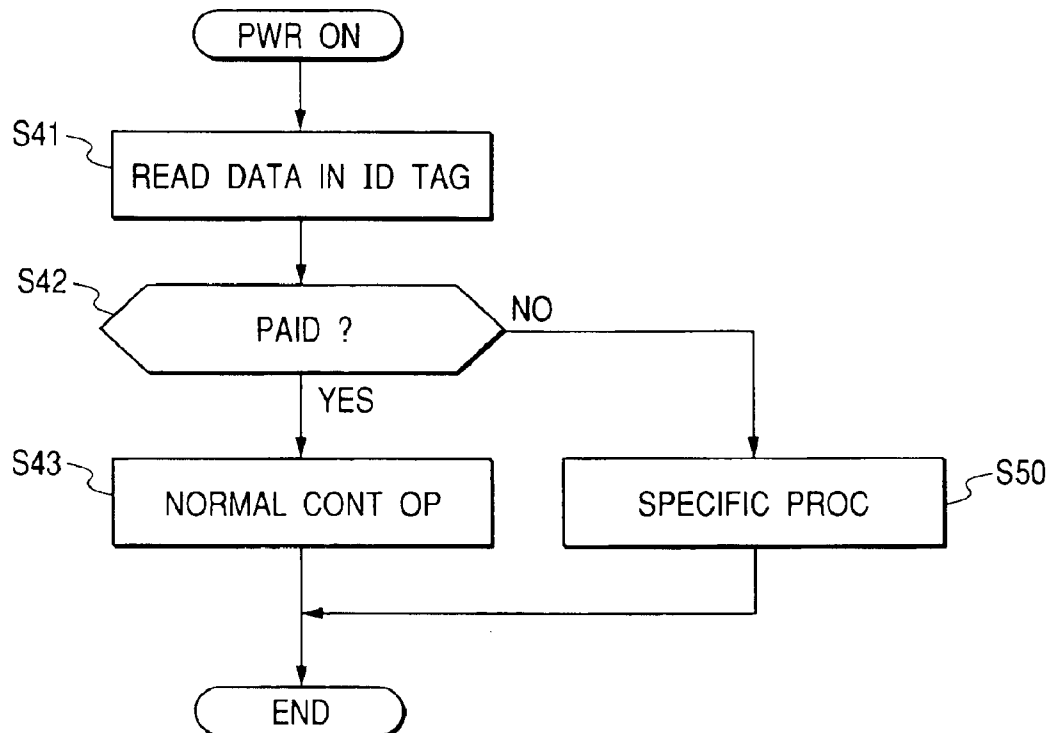 PWR ON
S41
READ DATA IN ID TAG
S42
PAID ?
NO
YES
S43
NORMAL CONT OP
SPECIFIC PROC
S50
END